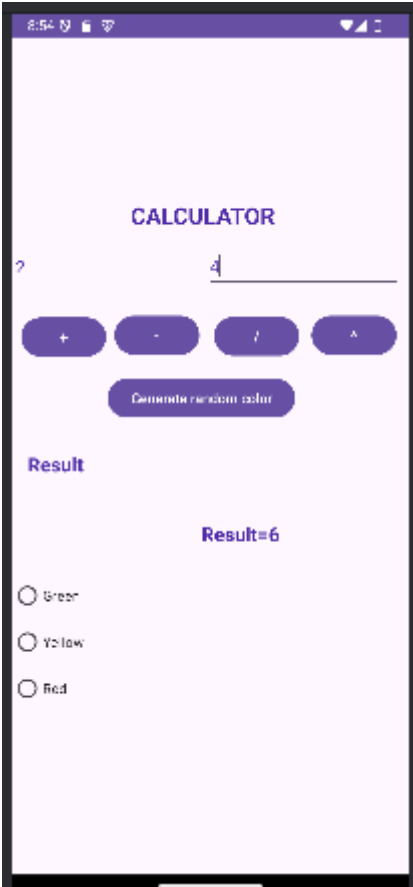 8:54
CALCULATOR
2 4
+ - / ^
Generate random color
Result
Result=6
Green
Yellow
Red